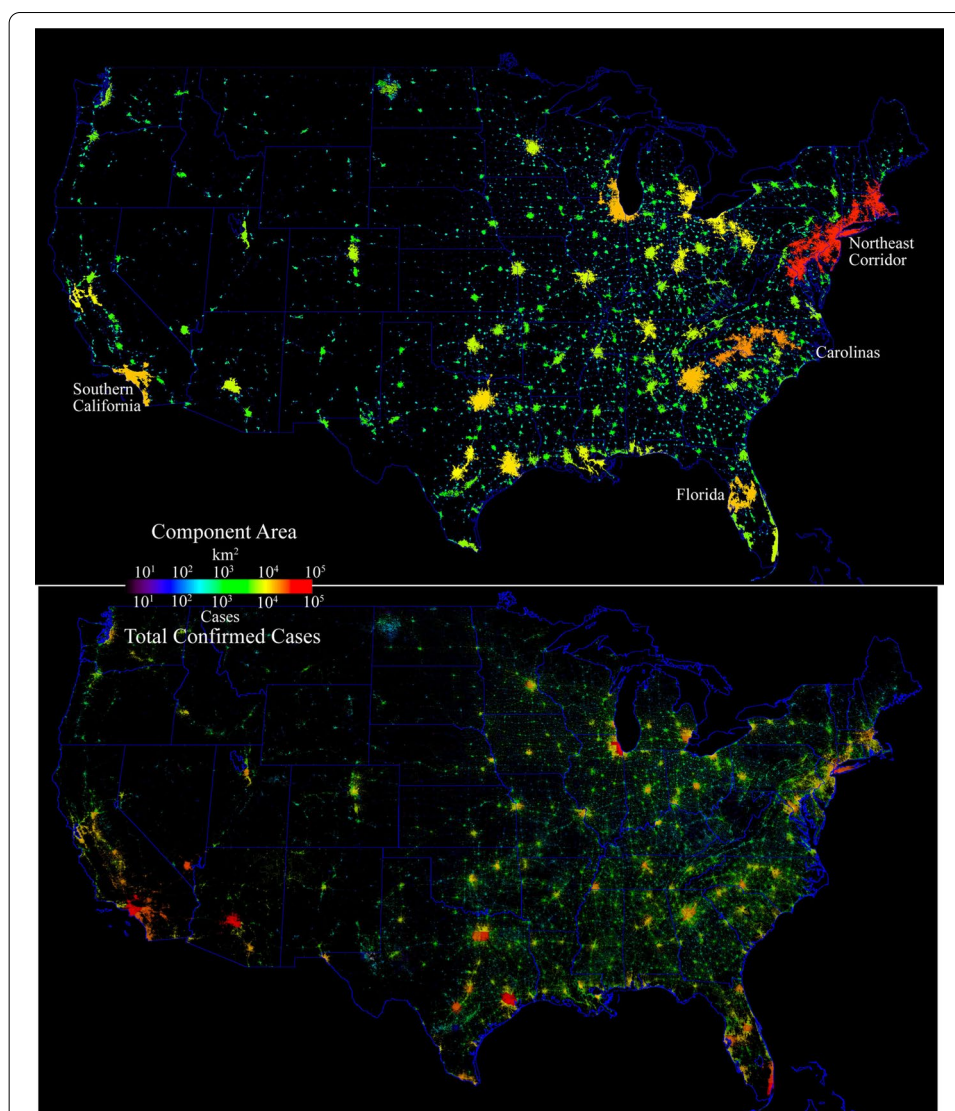 Northeast
Corridor
Carolinas
Southern
California
Florida
Component Area
km²
10¹ 10² 10³ 10⁴ 10⁵
10¹ 10² 10³ 10⁴ 10⁵
Cases
Total Confirmed Cases